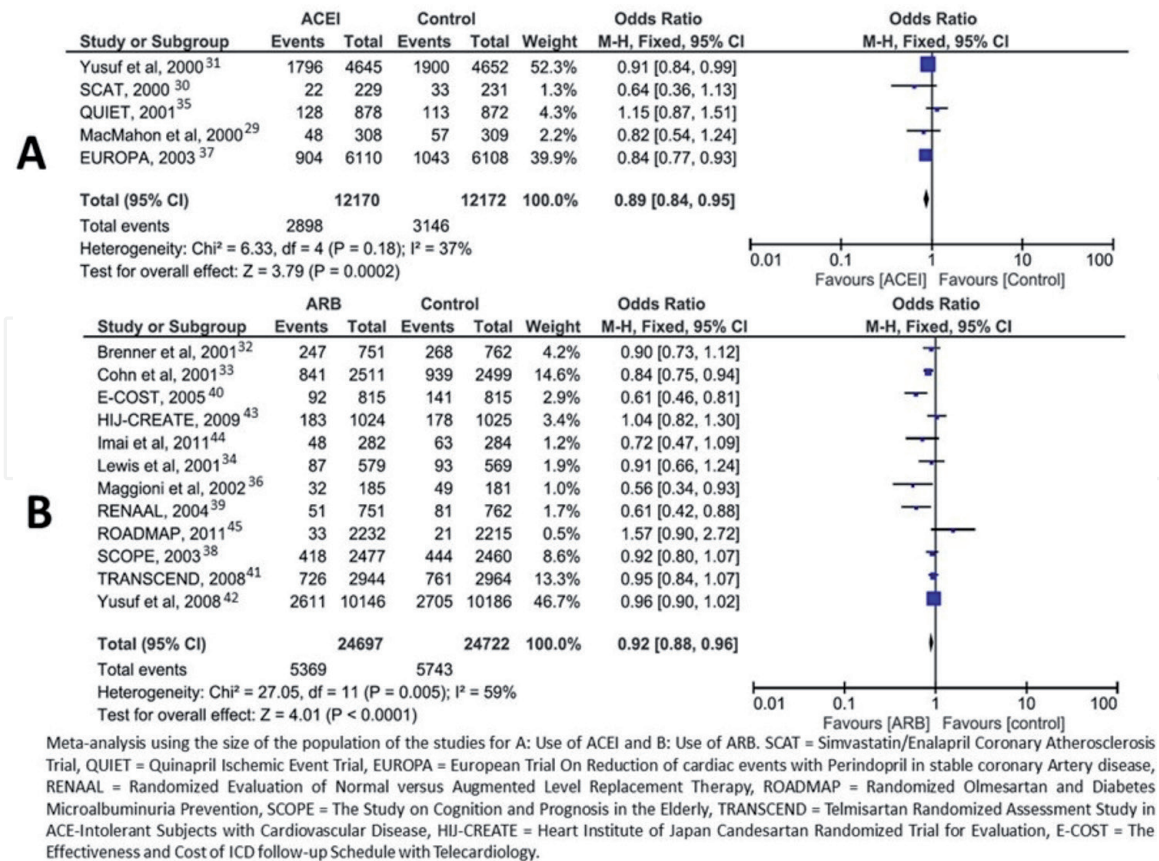 ACEI Control Odds Ratio Odds Ratio
Study or Subgroup Events Total Events Total Weight M-H, Fixed, 95% CI M-H, Fixed, 95% CI
Yusuf et al, 2000 31 1796 4645 1900 4652 52.3% 0.91 [0.84, 0.99]
SCAT, 2000 30 22 229 33 231 1.3% 0.64 [0.36, 1.13]
QUIET, 2001 35 128 878 113 872 4.3% 1.15 [0.87, 1.51]
MacMahon et al, 2000 29 48 308 57 309 2.2% 0.82 [0.54, 1.24]
A
EUROPA, 2003 37 904 6110 1043 6108 39.9% 0.84 [0.77, 0.93]
Total (95% CI) 12170 12172 100.0% 0.89 [0.84, 0.95]
Total events 2898 3146
Heterogeneity: Chi² = 6.33, df = 4 (P = 0.18); I² = 37%
Test for overall effect: Z = 3.79 (P = 0.0002)
0.01 0.1 1 10 100
Favours [ACEI] Favours [Control]
ARB Control Odds Ratio Odds Ratio
Study or Subgroup Events Total Events Total Weight M-H, Fixed, 95% CI M-H, Fixed, 95% CI
Brenner et al, 2001 32 247 751 268 762 4.2% 0.90 [0.73, 1.12]
Cohn et al, 2001 33 841 2511 939 2499 14.6% 0.84 [0.75, 0.94]
E-COST, 2005 40 92 815 141 815 2.9% 0.61 [0.46, 0.81]
HIJ-CREATE, 2009 43 183 1024 178 1025 3.4% 1.04 [0.82, 1.30]
Imai et al, 2011 44 48 282 63 284 1.2% 0.72 [0.47, 1.09]
Lewis et al, 2001 34 87 579 93 569 1.9% 0.91 [0.66, 1.24]
Maggioni et al, 2002 36 32 185 49 181 1.0% 0.56 [0.34, 0.93]
B
RENAAL, 2004 39 51 751 81 762 1.7% 0.61 [0.42, 0.88]
ROADMAP, 2011 45 33 2232 21 2215 0.5% 1.57 [0.90, 2.72]
SCOPE, 2003 38 418 2477 444 2460 8.6% 0.92 [0.80, 1.07]
TRANSCEND, 2008 41 726 2944 761 2964 13.3% 0.95 [0.84, 1.07]
Yusuf et al, 2008 42 2611 10146 2705 10186 46.7% 0.96 [0.90, 1.02]
Total (95% CI) 24697 24722 100.0% 0.92 [0.88, 0.96]
Total events 5369 5743
Heterogeneity: Chi² = 27.05, df = 11 (P = 0.005); I² = 59%
Test for overall effect: Z = 4.01 (P < 0.0001)
0.01 0.1 1 10 100
Favours [ARB] Favours [control]
Meta-analysis using the size of the population of the studies for A: Use of ACEI and B: Use of ARB. SCAT = Simvastatin/Enalapril Coronary Atherosclerosis
Trial, QUIET = Quinapril Ischemic Event Trial, EUROPA = European Trial On Reduction of cardiac events with Perindopril in stable coronary Artery disease,
RENAAL = Randomized Evaluation of Normal versus Augmented Level Replacement Therapy, ROADMAP = Randomized Olmesartan and Diabetes
Microalbuminuria Prevention, SCOPE = The Study on Cognition and Prognosis in the Elderly, TRANSCEND = Telmisartan Randomized Assessment Study in
ACE-Intolerant Subjects with Cardiovascular Disease, HIJ-CREATE = Heart Institute of Japan Candesartan Randomized Trial for Evaluation, E-COST = The
Effectiveness and Cost of ICD follow-up Schedule with Telecardiology.